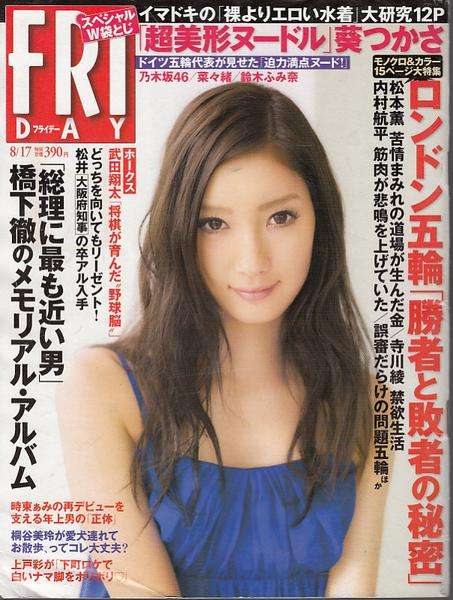 イマドキの「裸よりエロい水着」大研究12P
スペシャル
W袋とじ
「超美形ヌードル」葵つかさ
FRI
DAY
フライデー
8/17
390円
ドイツ五輪代表が見せた「迫力満点ヌード!」
乃木坂46/菜々緒/鈴木ふみ奈
モノクロ&カラー
15ページ大特集
ロンドン五輪「勝者と敗者の秘密」
松本薫 苦情まみれの道場が生んだ金/寺川綾 禁欲生活
内村航平 筋肉が悲鳴を上げていた/誤審だらけの問題五輪ほか
ホークス
武田翔太「将棋が育んだ"野球脳"」
どっちを向いてもリーゼント!
松井「大阪府知事」の卒アル入手
「総理に最も近い男」
橋下徹のメモリアル・アルバム
時東ぁみの再デビューを
支える年上男の「正体」
桐谷美玲が愛犬連れて
お散歩、ってコレ大丈夫?
上戸彩が「下町ロケで
白いナマ脚をポリポリ♡」